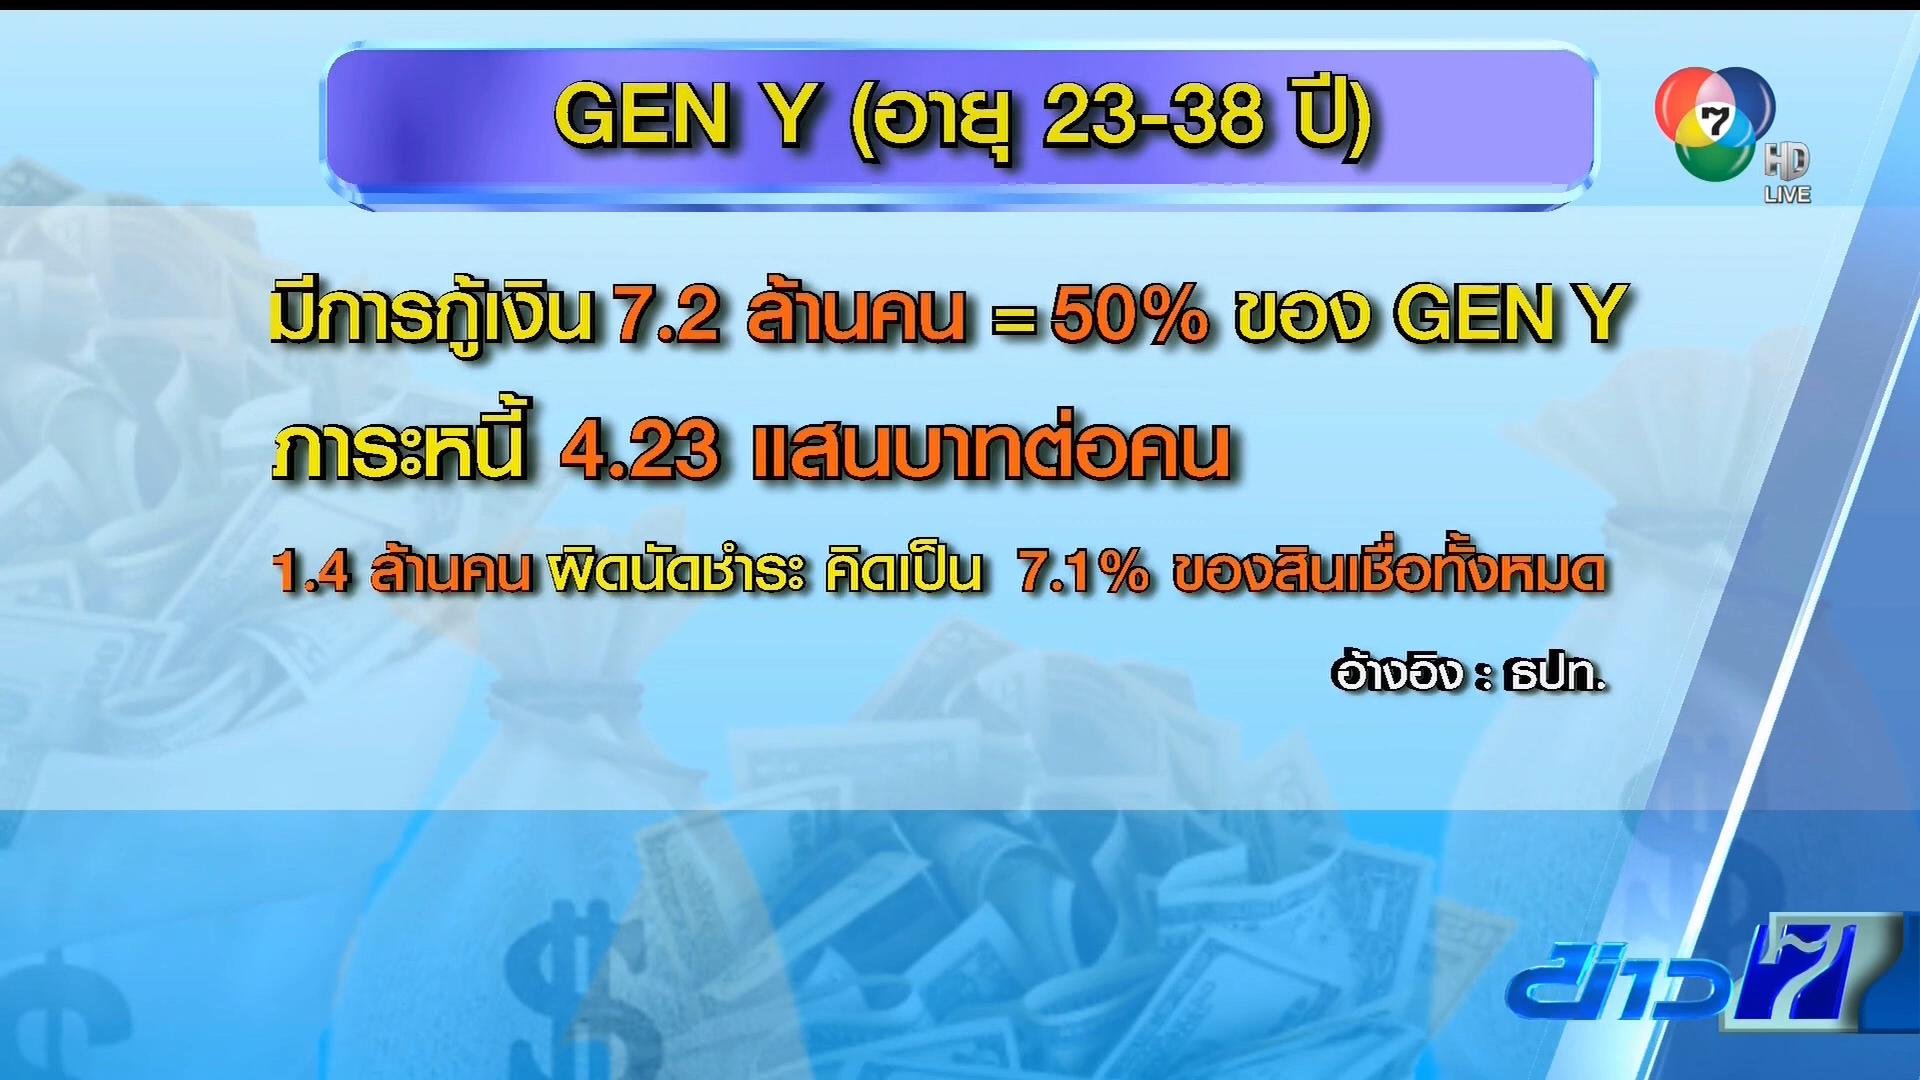 GEN Y (อายุ 23-38 ปี)
7
HD
LIVE
มีการกู้เงิน 7.2 ล้านคน = 50% ของ GEN Y
ภาระหนี้ 4.23 แสนบาทต่อคน
1.4 ล้านคน ผิดนัดชำระ คิดเป็น 7.1% ของสินเชื่อทั้งหมด
อ้างอิง : ธปท.
ข่าว 7